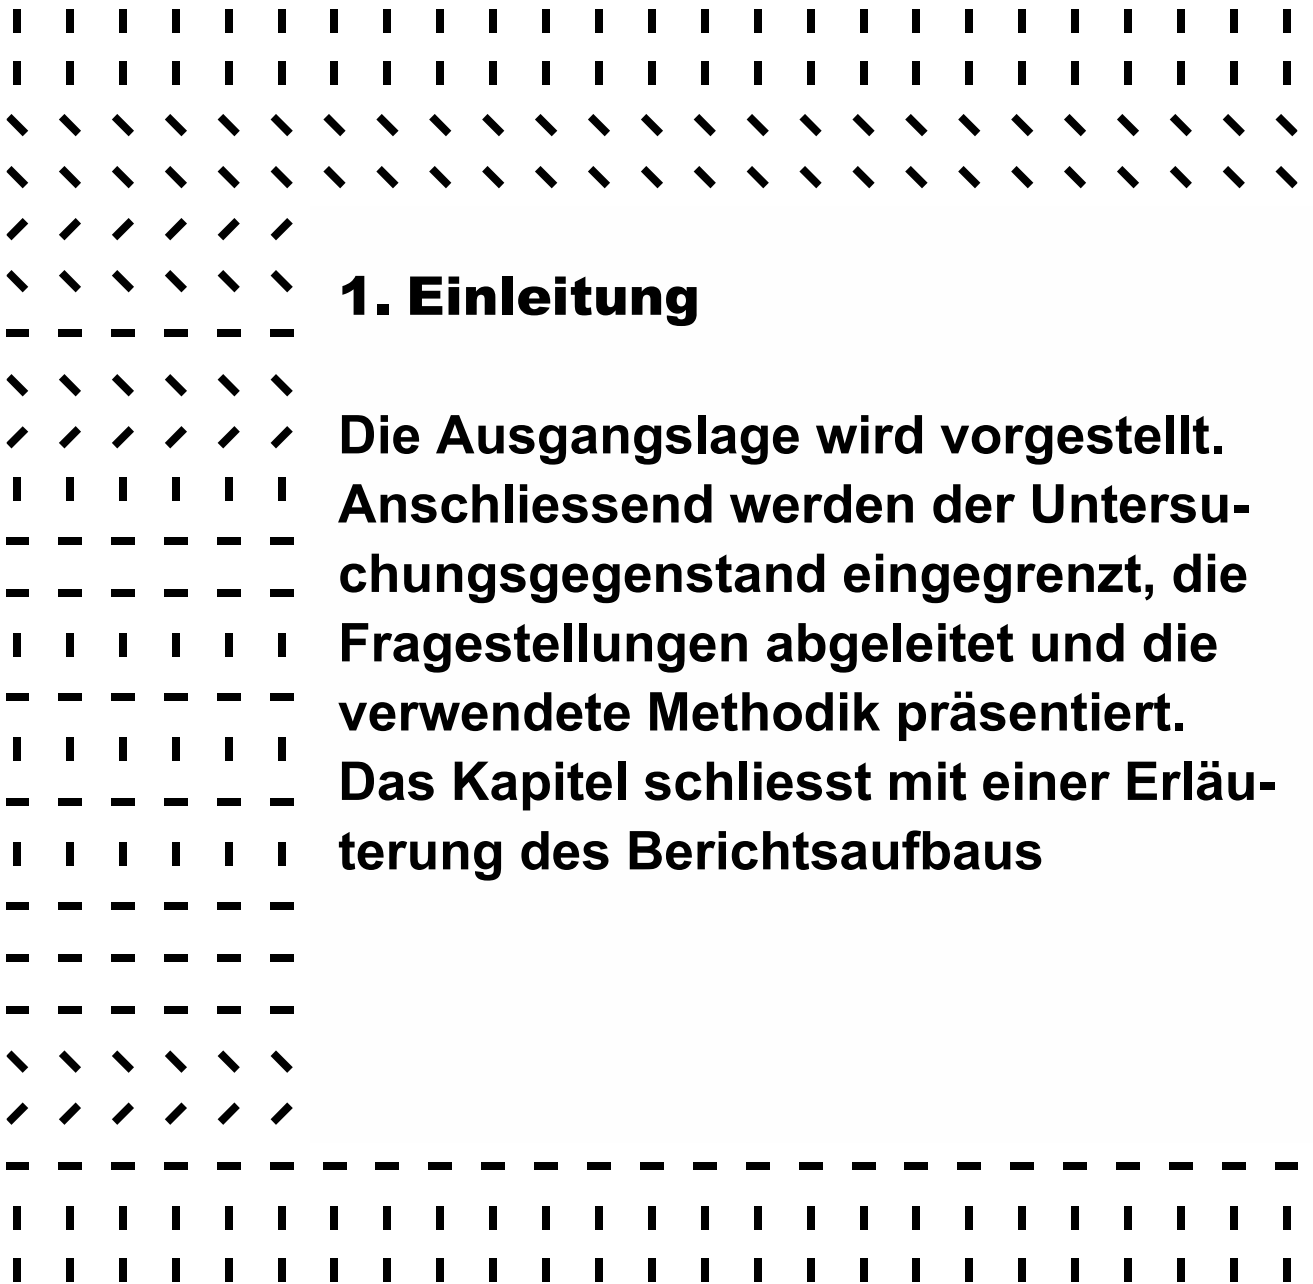 1. Einleitung
Die Ausgangslage wird vorgestellt.
Anschliessend werden der Untersu-
chungsgegenstand eingegrenzt, die
Fragestellungen abgeleitet und die
verwendete Methodik präsentiert.
Das Kapitel schliesst mit einer Erläu-
terung des Berichtsaufbaus